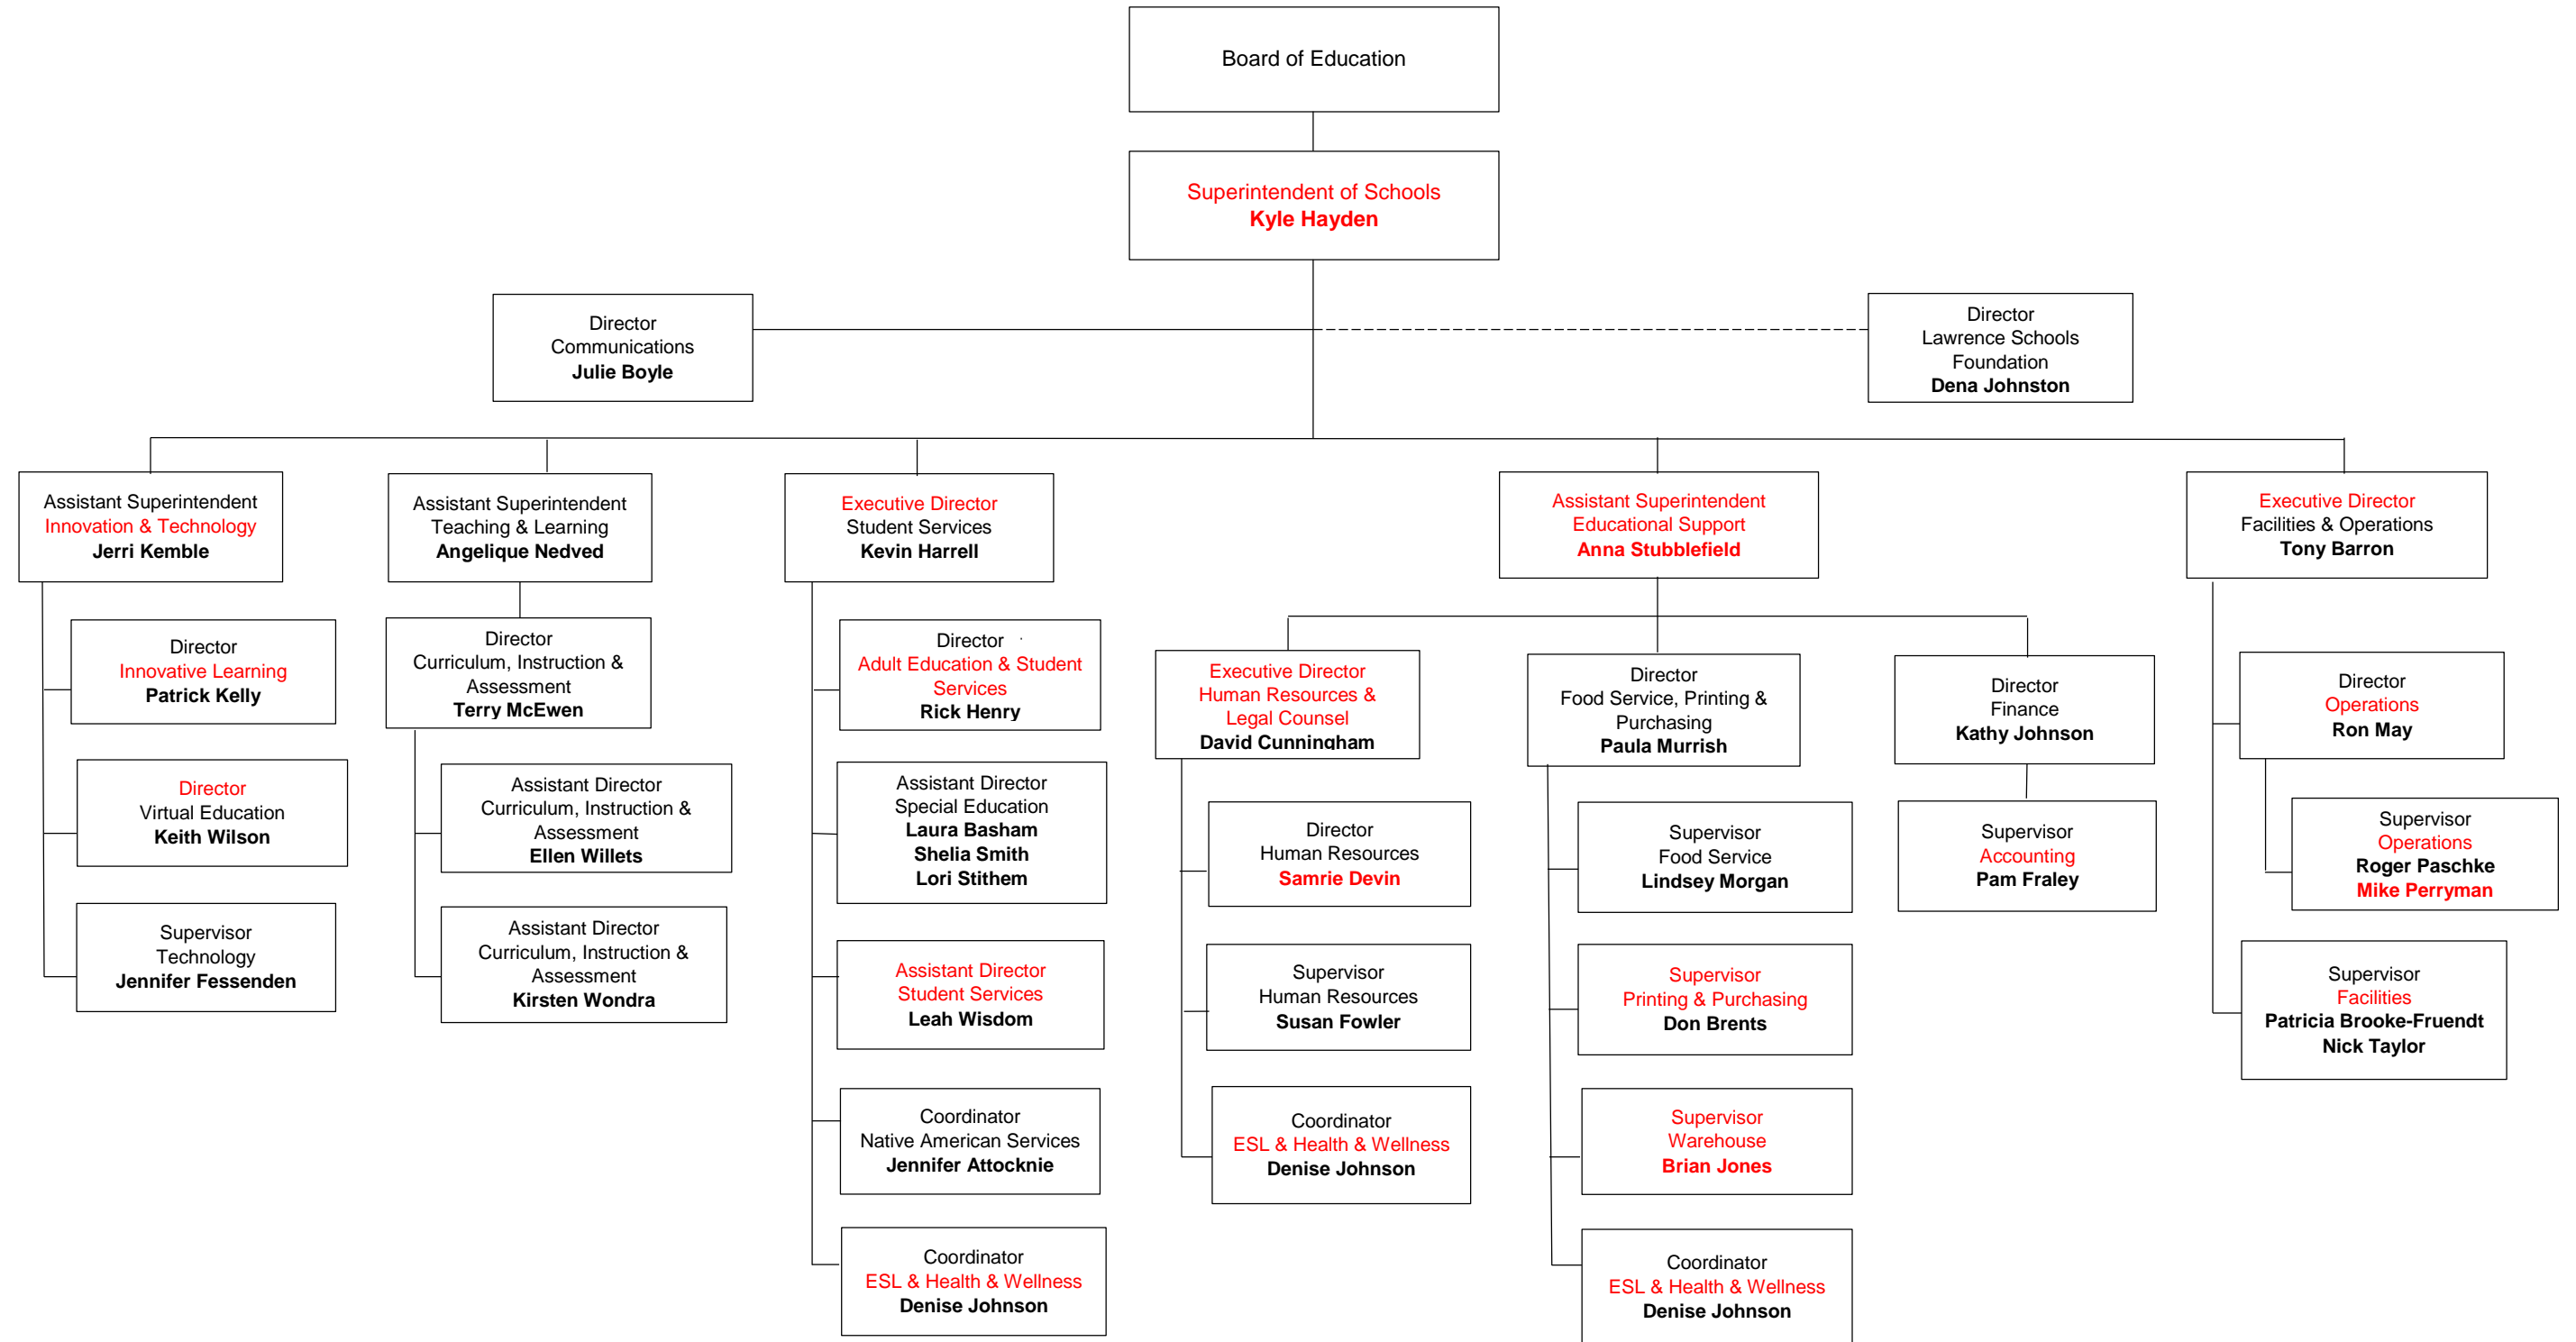 Board of Education
Superintendent of Schools
Kyle Hayden
Director
Communications
Julie Boyle
Director
Lawrence Schools
Foundation
Dena Johnston
Assistant Superintendent
Innovation & Technology
Jerri Kemble
Assistant Superintendent
Teaching & Learning
Angelique Nedved
Executive Director
Student Services
Kevin Harrell
Assistant Superintendent
Educational Support
Anna Stubblefield
Executive Director
Facilities & Operations
Tony Barron
Director
Innovative Learning
Patrick Kelly
Director
Virtual Education
Keith Wilson
Supervisor
Technology
Jennifer Fessenden
Director
Curriculum, Instruction &
Assessment
Terry McEwen
Assistant Director
Curriculum, Instruction &
Assessment
Ellen Willets
Assistant Director
Curriculum, Instruction &
Assessment
Kirsten Wondra
Director
Adult Education & Student
Services
Rick Henry
Assistant Director
Special Education
Laura Basham
Shelia Smith
Lori Stithem
Assistant Director
Student Services
Leah Wisdom
Coordinator
Native American Services
Jennifer Attocknie
Coordinator
ESL & Health & Wellness
Denise Johnson
Executive Director
Human Resources &
Legal Counsel
David Cunningham
Director
Human Resources
Samrie Devin
Supervisor
Human Resources
Susan Fowler
Coordinator
ESL & Health & Wellness
Denise Johnson
Director
Food Service, Printing &
Purchasing
Paula Murrish
Supervisor
Food Service
Lindsey Morgan
Supervisor
Printing & Purchasing
Don Brents
Supervisor
Warehouse
Brian Jones
Coordinator
ESL & Health & Wellness
Denise Johnson
Director
Finance
Kathy Johnson
Supervisor
Accounting
Pam Fraley
Director
Operations
Ron May
Supervisor
Operations
Roger Paschke
Mike Perryman
Supervisor
Facilities
Patricia Brooke-Fruendt
Nick Taylor